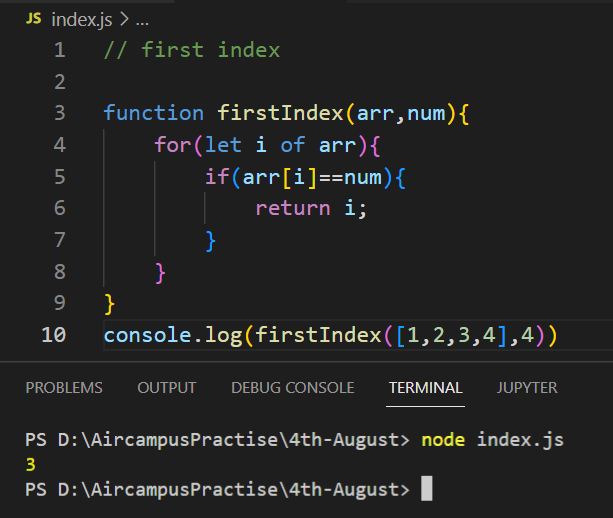 JS index.js > ...
1 // first index
2
3 function firstIndex(arr,num){
4     for(let i of arr){
5         if(arr[i]==num){
6             return i;
7         }
8     }
9 }
10 console.log(firstIndex([1,2,3,4],4))
PROBLEMS OUTPUT DEBUG CONSOLE TERMINAL JUPYTER
PS D:\AircampusPractise\4th-August> node index.js
3
PS D:\AircampusPractise\4th-August>